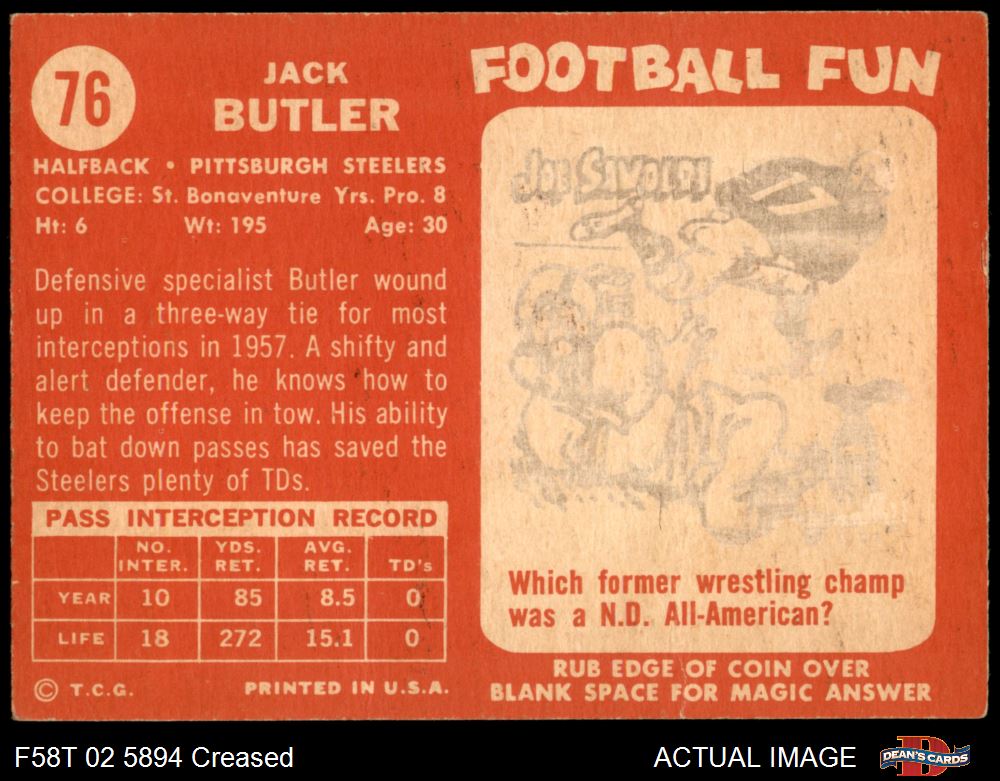 76
JACK
BUTLER
HALFBACK • PITTSBURGH STEELERS
COLLEGE: St. Bonaventure Yrs. Pro. 8
Ht: 6 Wt: 195 Age: 30
Defensive specialist Butler wound
up in a three-way tie for most
interceptions in 1957. A shifty and
alert defender, he knows how to
keep the offense in tow. His ability
to bat down passes has saved the
Steelers plenty of TDs.
PASS INTERCEPTION RECORD
NO. INTER. YDS. RET. AVG. RET. TD's
YEAR 10 85 8.5 0
LIFE 18 272 15.1 0
© T.C.G. PRINTED IN U.S.A.
FOOTBALL FUN
JOE SAVOLDI
Which former wrestling champ
was a N.D. All-American?
RUB EDGE OF COIN OVER
BLANK SPACE FOR MAGIC ANSWER
F58T 02 5894 Creased
ACTUAL IMAGE
DEAN'S CARDS